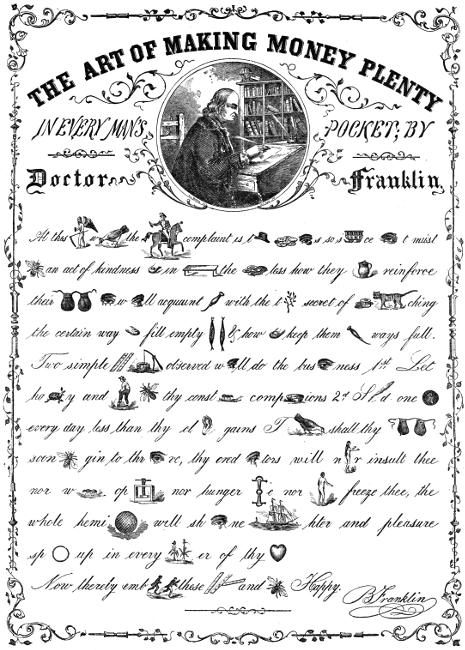 THE ART OF MAKING MONEY PLENTY
IN EVERY MAN'S POCKET; BY
Doctor Franklin,
At this w the complaint is t s so s ce t must
an act of kindness in the less how they reinforce
their w ll acquaint with the t secret of ching
the certain way fill empty & how keep them ways full.
Two simple observed w ll do the bus ness 1st Let
ho y and thy const comp ions 2d S d one
every day less than thy cl gains T shall thy
soon gin to thr ve, thy cred tors will n r insult thee
nor w op nor hunger e nor freeze thee, the
whole hemi will sh ne hter and pleasure
sp up in every er of thy
Now thereby emb these and Happy.
B Franklin